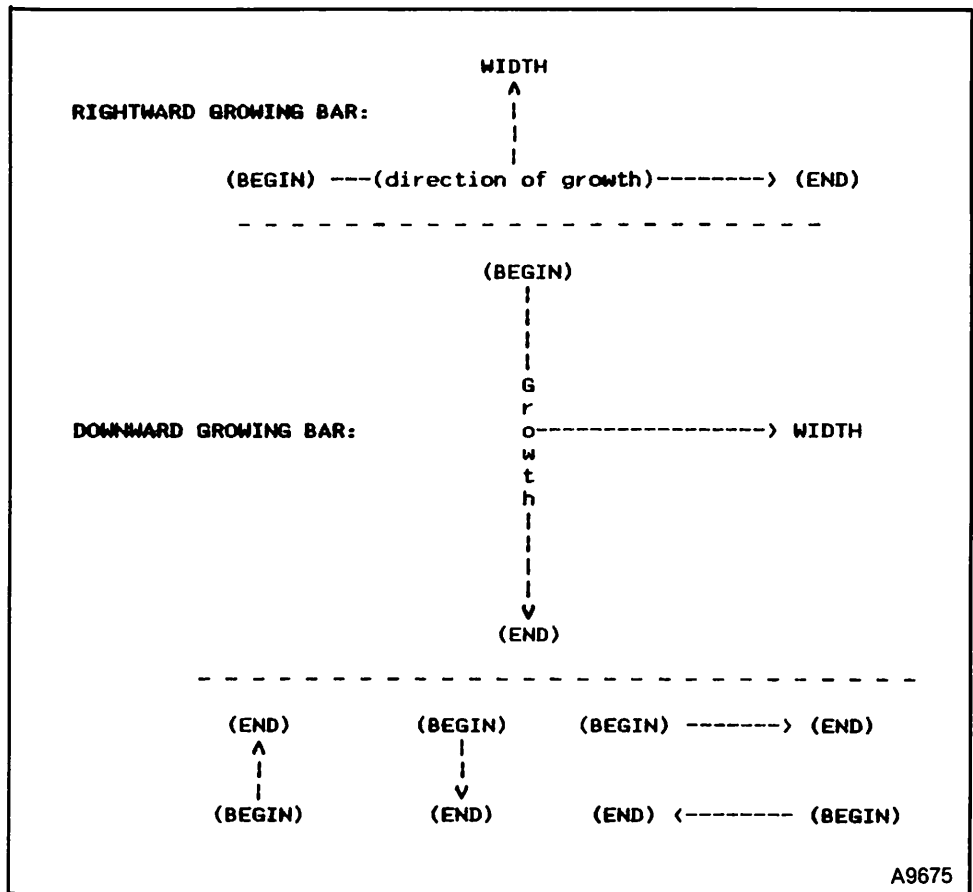 WIDTH
RIGHTWARD GROWING BAR:
(BEGIN) ---(direction of growth)--------> (END)
(BEGIN)
Growth
DOWNWARD GROWING BAR:
-----------------> WIDTH
(END)
(END) (BEGIN) (BEGIN) -------> (END)
(BEGIN) (END) (END) <-------- (BEGIN)
A9675